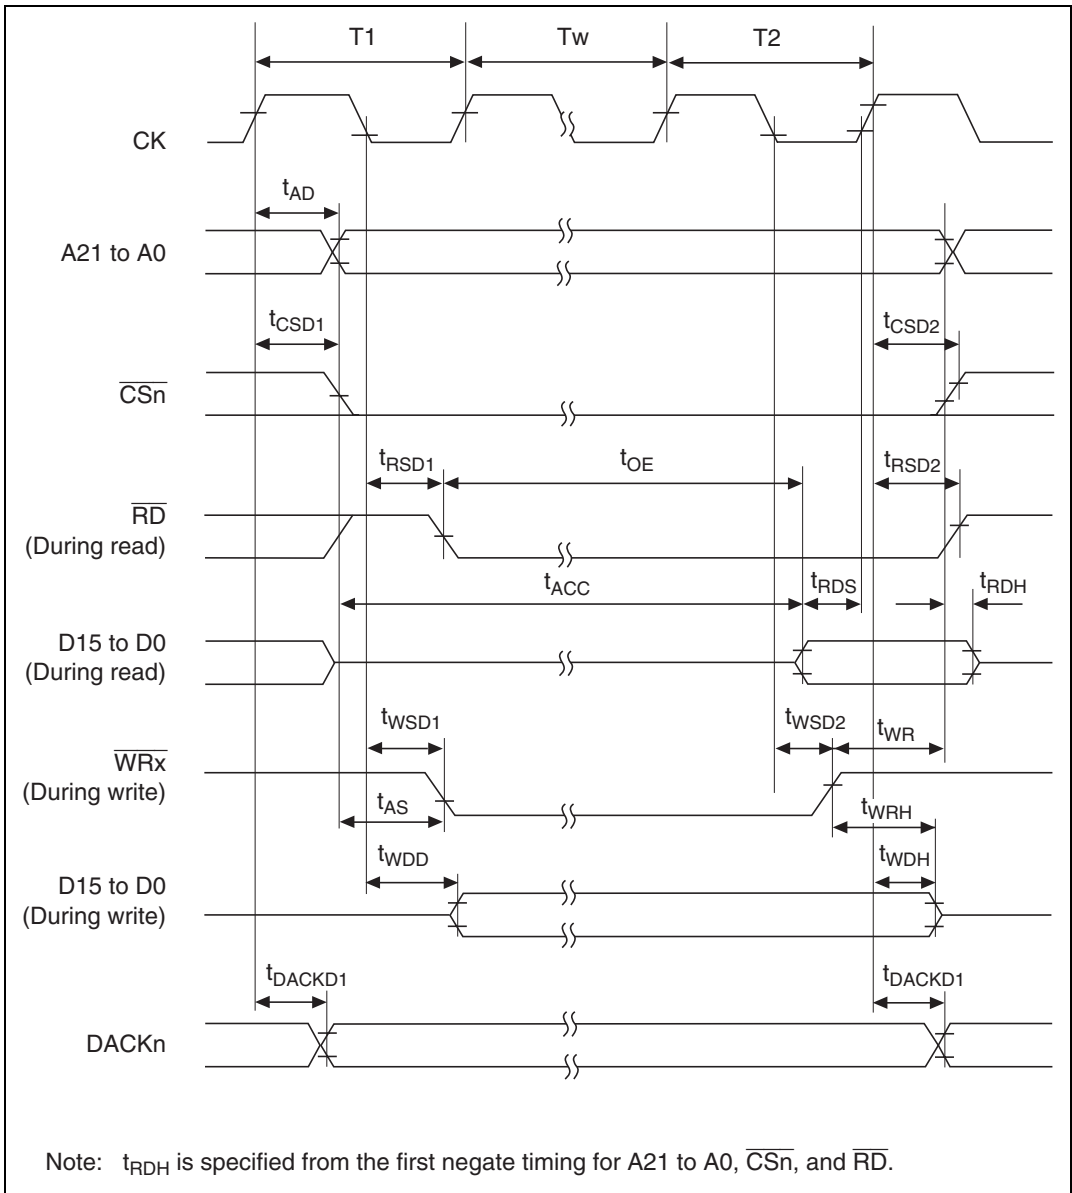 T1 Tw T2
CK
tAD
A21 to A0
tCSD1 tCSD2
CSn
tRSD1 tOE tRSD2
RD
(During read)
tACC tRDS tRDH
D15 to D0
(During read)
tWSD1 tWSD2 tWR
WRx
(During write)
tAS tWRH
tWDD tWDH
D15 to D0
(During write)
tDACKD1 tDACKD1
DACKn
Note: tRDH is specified from the first negate timing for A21 to A0, CSn, and RD.